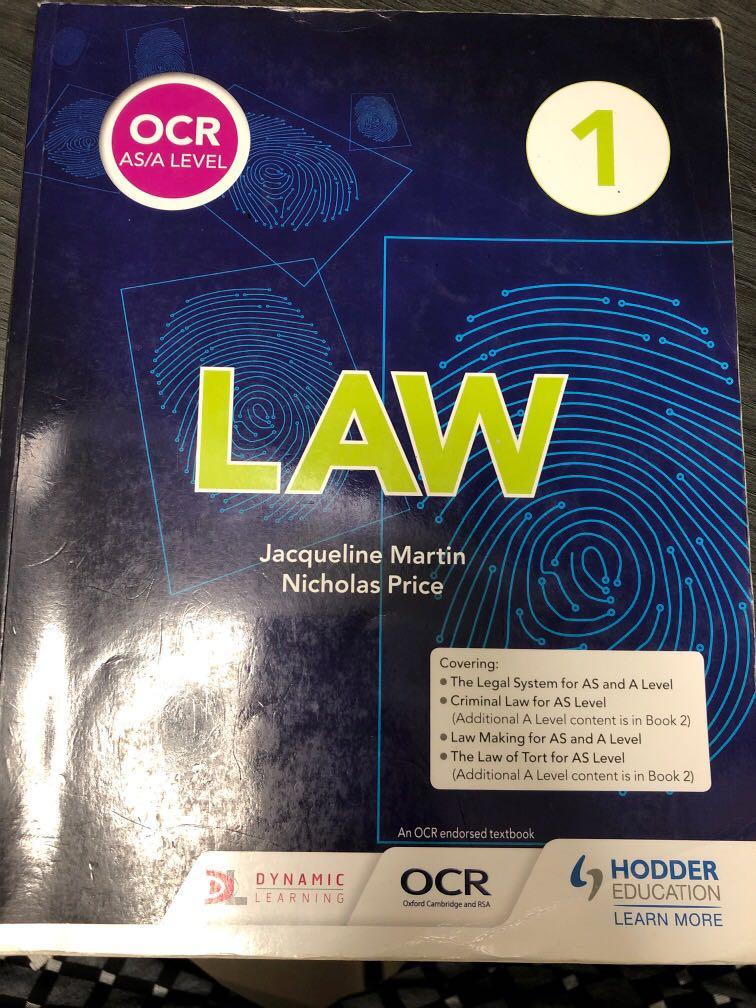 OCR
AS/A LEVEL
1
LAW
Jacqueline Martin
Nicholas Price
Covering:
• The Legal System for AS and A Level
• Criminal Law for AS Level
(Additional A Level content is in Book 2)
• Law Making for AS and A Level
• The Law of Tort for AS Level
(Additional A Level content is in Book 2)
An OCR endorsed textbook
DL
DYNAMIC
LEARNING
OCR
Oxford Cambridge and RSA
HODDER
EDUCATION
LEARN MORE